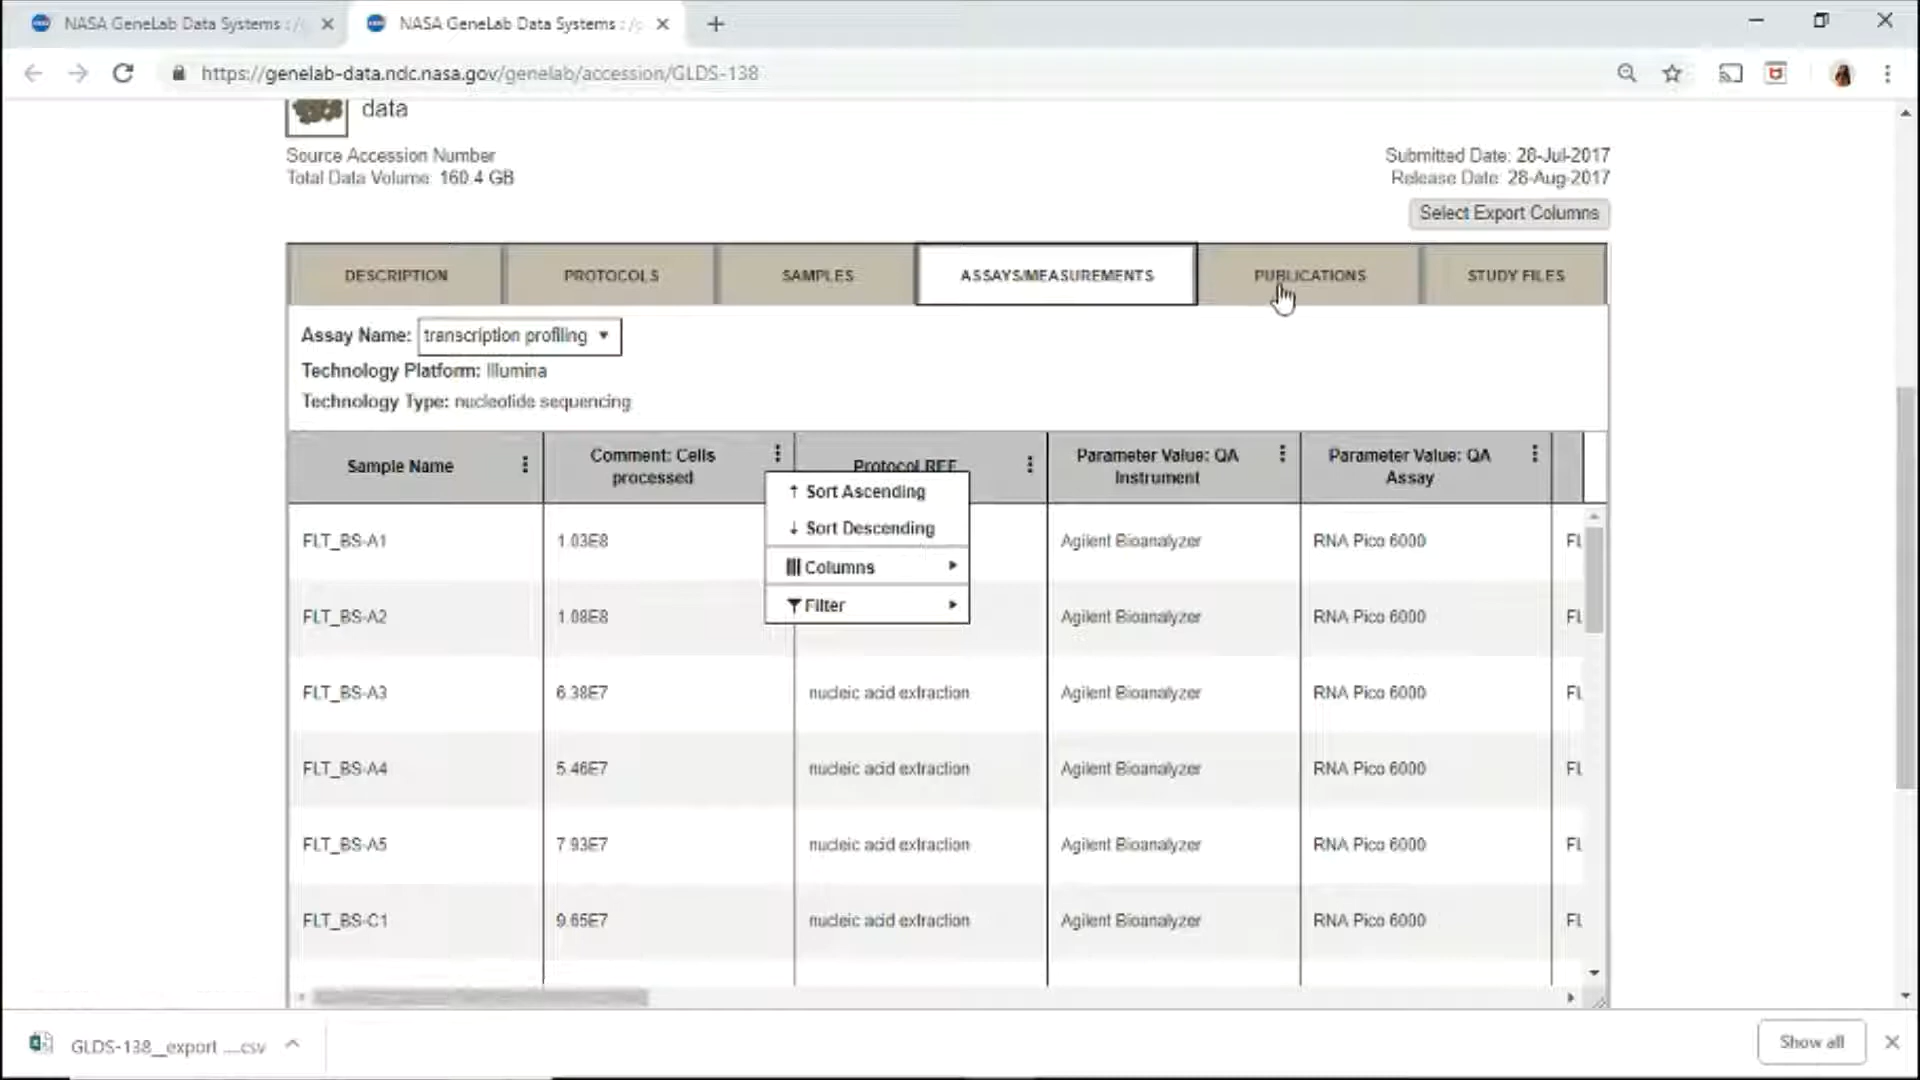 NASA GeneLab Data Systems : /g
NASA GeneLab Data Systems : /g
https://genelab-data.ndc.nasa.gov/genelab/accession/GLDS-138
data
Source Accession Number
Total Data Volume: 160.4 GB
Submitted Date: 28-Jul-2017
Release Date: 28-Aug-2017
Select Export Columns
DESCRIPTION PROTOCOLS SAMPLES ASSAYS/MEASUREMENTS PUBLICATIONS STUDY FILES
Assay Name: transcription profiling
Technology Platform: Illumina
Technology Type: nucleotide sequencing
Sample Name
Comment: Cells
processed
Protocol REF
Parameter Value: QA
Instrument
Parameter Value: QA
Assay
Sort Ascending
Sort Descending
Columns
Filter
FLT_BS-A1 1.03E8 Agilent Bioanalyzer RNA Pico 6000 FL
FLT_BS-A2 1.08E8 Agilent Bioanalyzer RNA Pico 6000 FL
FLT_BS-A3 6.38E7 nucleic acid extraction Agilent Bioanalyzer RNA Pico 6000 FL
FLT_BS-A4 5.46E7 nucleic acid extraction Agilent Bioanalyzer RNA Pico 6000 FL
FLT_BS-A5 7.93E7 nucleic acid extraction Agilent Bioanalyzer RNA Pico 6000 FL
FLT_BS-C1 9.65E7 nucleic acid extraction Agilent Bioanalyzer RNA Pico 6000 FL
GLDS-138__export ....csv
Show all